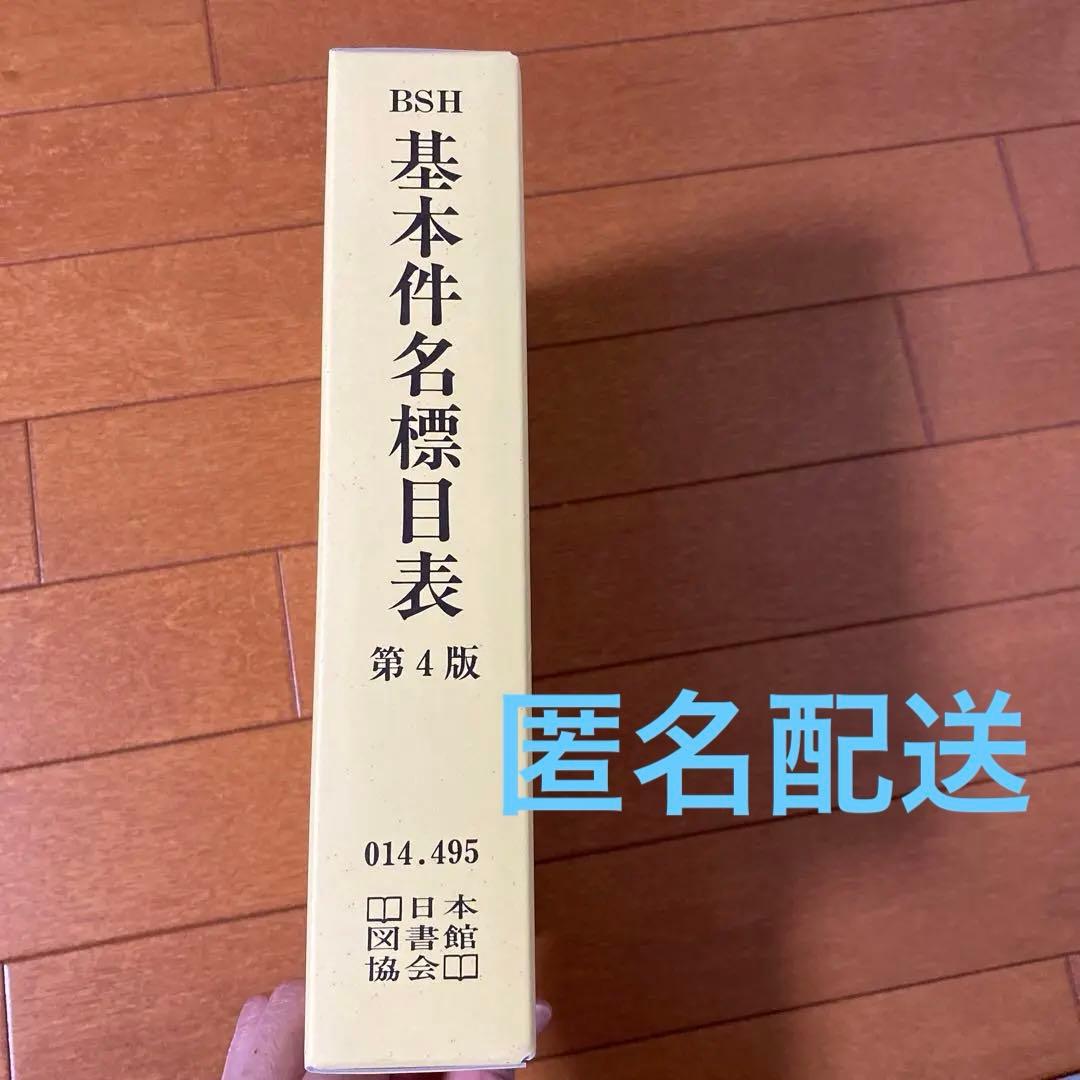 BSH
基本件名標目表
第4版
匿名配送
014.495
日本
図書館
協会